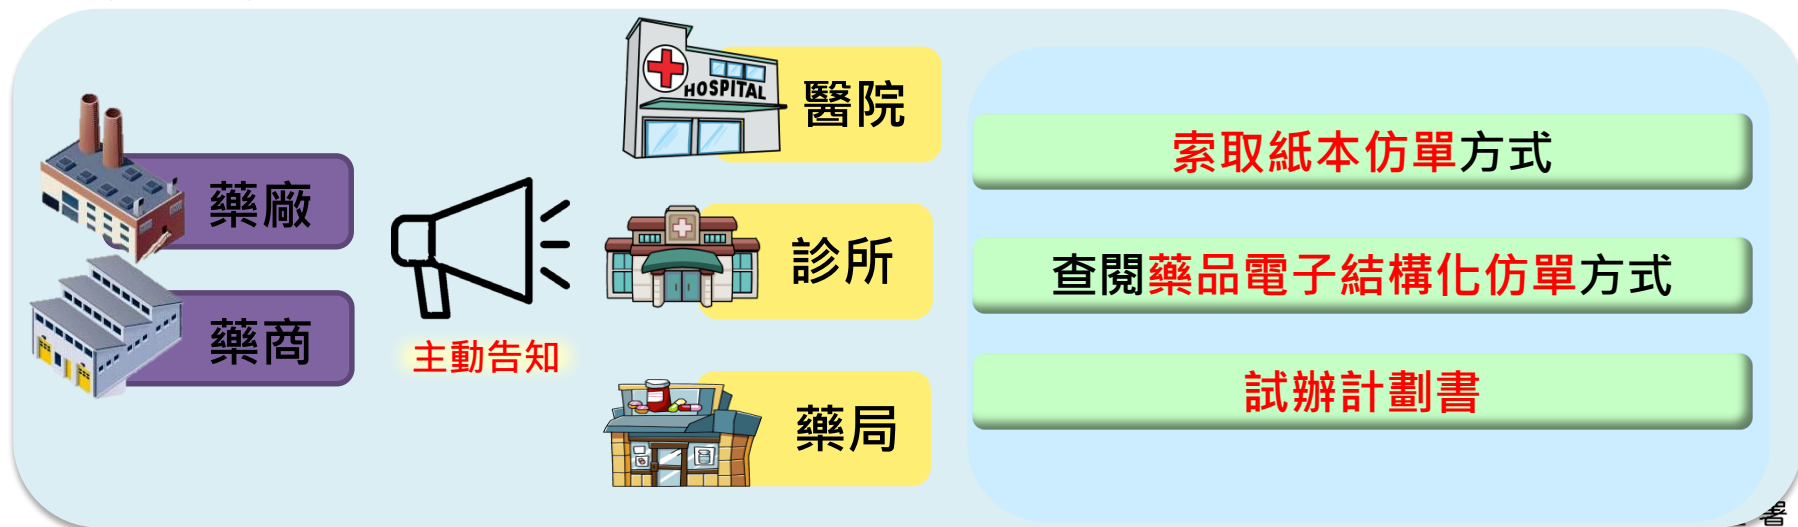 藥廠
藥商
主動告知
HOSPITAL
醫院
診所
藥局
索取紙本仿單方式
查閱藥品電子結構化仿單方式
試辦計劃書
署